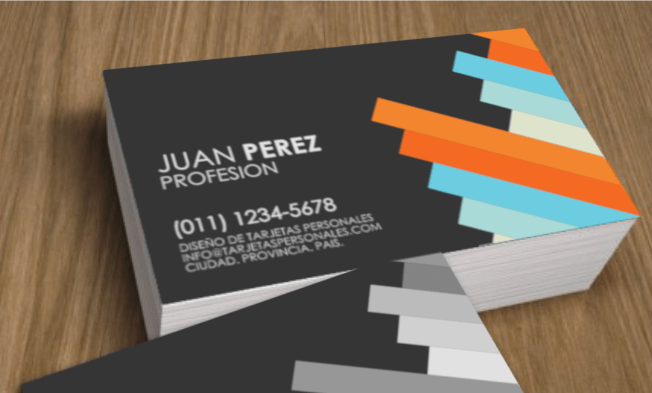 JUAN PEREZ
PROFESION
(011) 1234-5678
DISEÑO DE TARJETAS PERSONALES
INFO@TARJETASPERSONALES.COM
CIUDAD. PROVINCIA. PAIS.